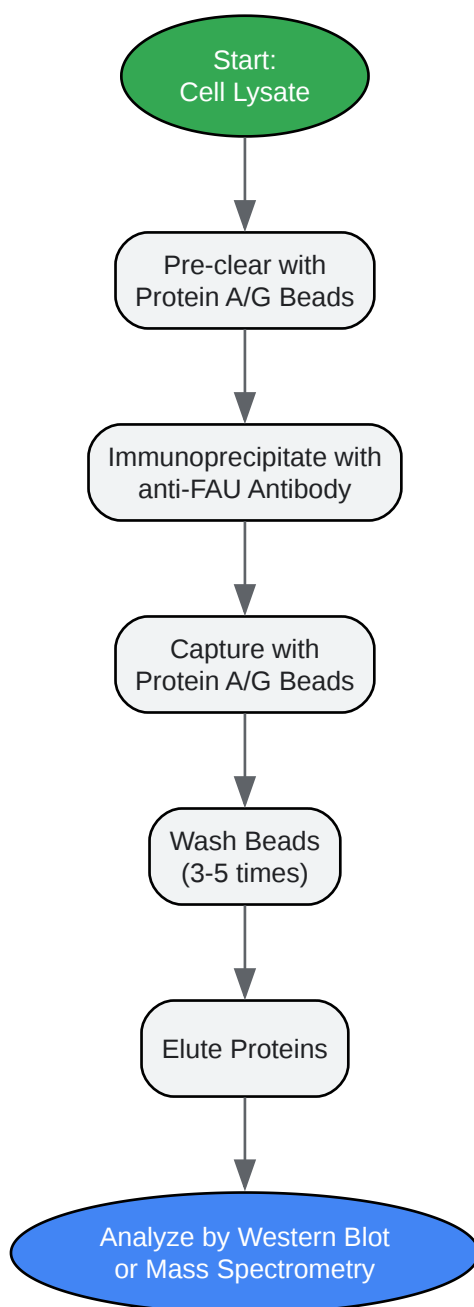 Start:
Cell Lysate
Pre-clear with
Protein A/G Beads
Immunoprecipitate with
anti-FAU Antibody
Capture with
Protein A/G Beads
Wash Beads
(3-5 times)
Elute Proteins
Analyze by Western Blot
or Mass Spectrometry